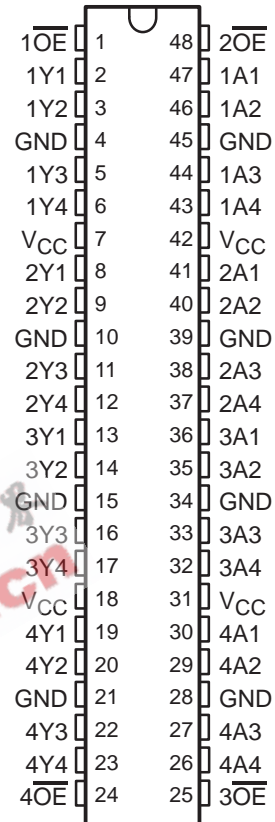 1O̅E̅ 1 48 2O̅E̅
1Y1 2 47 1A1
1Y2 3 46 1A2
GND 4 45 GND
1Y3 5 44 1A3
1Y4 6 43 1A4
VCC 7 42 VCC
2Y1 8 41 2A1
2Y2 9 40 2A2
GND 10 39 GND
2Y3 11 38 2A3
2Y4 12 37 2A4
3Y1 13 36 3A1
3Y2 14 35 3A2
GND 15 34 GND
3Y3 16 33 3A3
3Y4 17 32 3A4
VCC 18 31 VCC
4Y1 19 30 4A1
4Y2 20 29 4A2
GND 21 28 GND
4Y3 22 27 4A3
4Y4 23 26 4A4
4O̅E̅ 24 25 3O̅E̅